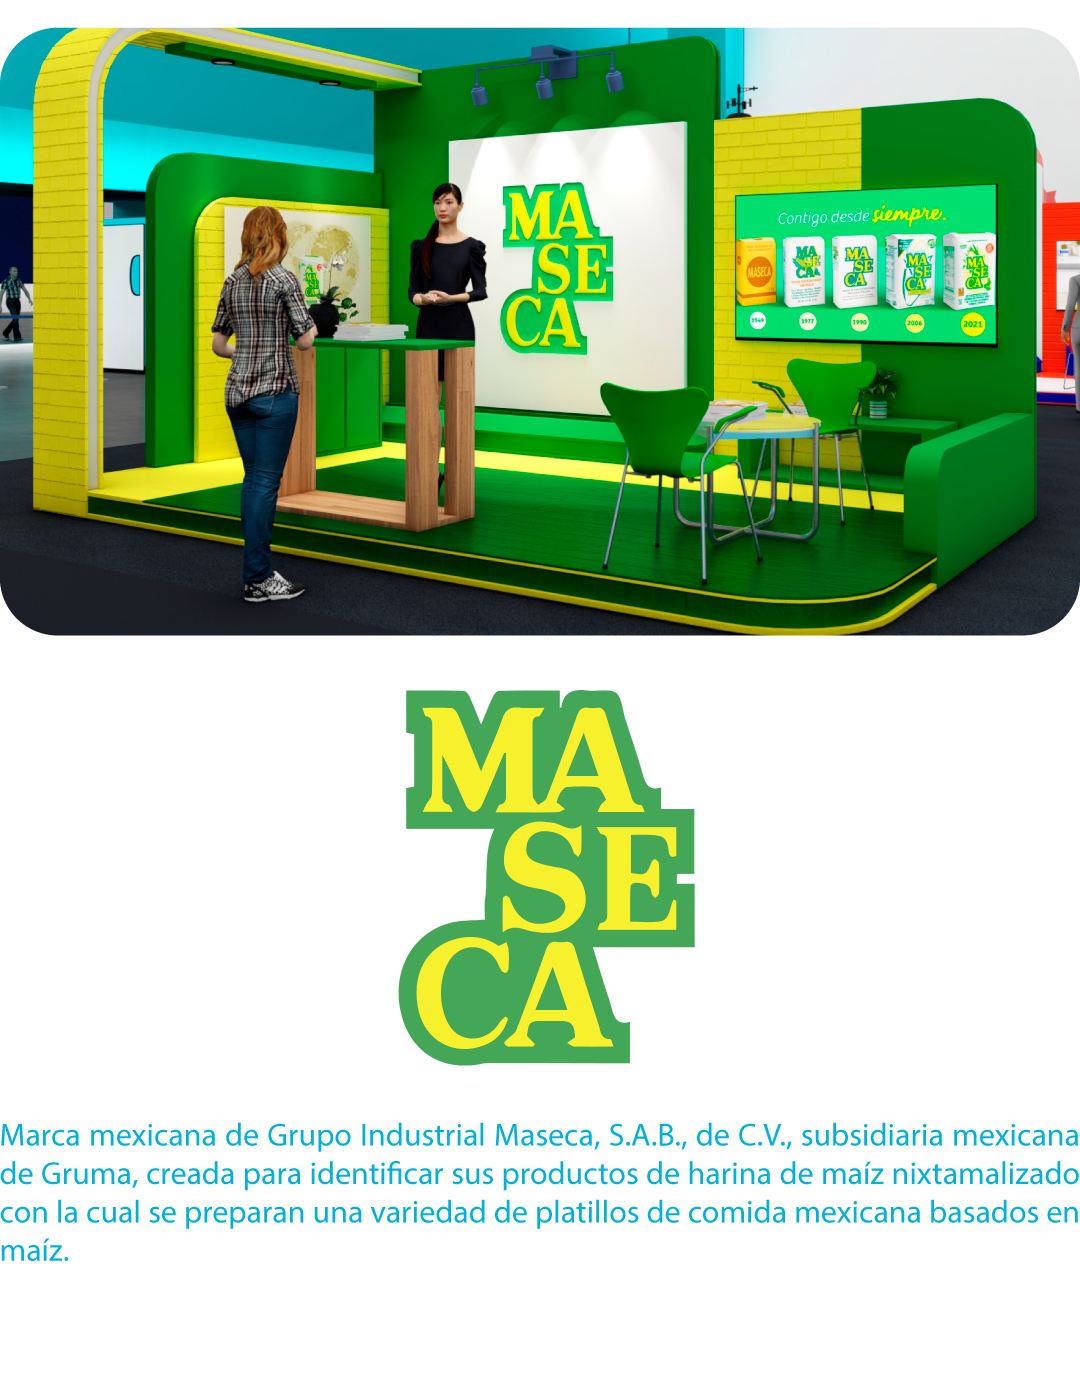 MA
SE
CA
Contigo desde siempre.
MASECA
MA
SE
CA
MA
SE
CA
MA
SE
CA
MA
SE
CA
1949
1977
1990
2006
2021
MA
SE
CA
Marca mexicana de Grupo Industrial Maseca, S.A.B., de C.V., subsidiaria mexicana
de Gruma, creada para identificar sus productos de harina de maíz nixtamalizado
con la cual se preparan una variedad de platillos de comida mexicana basados en
maíz.